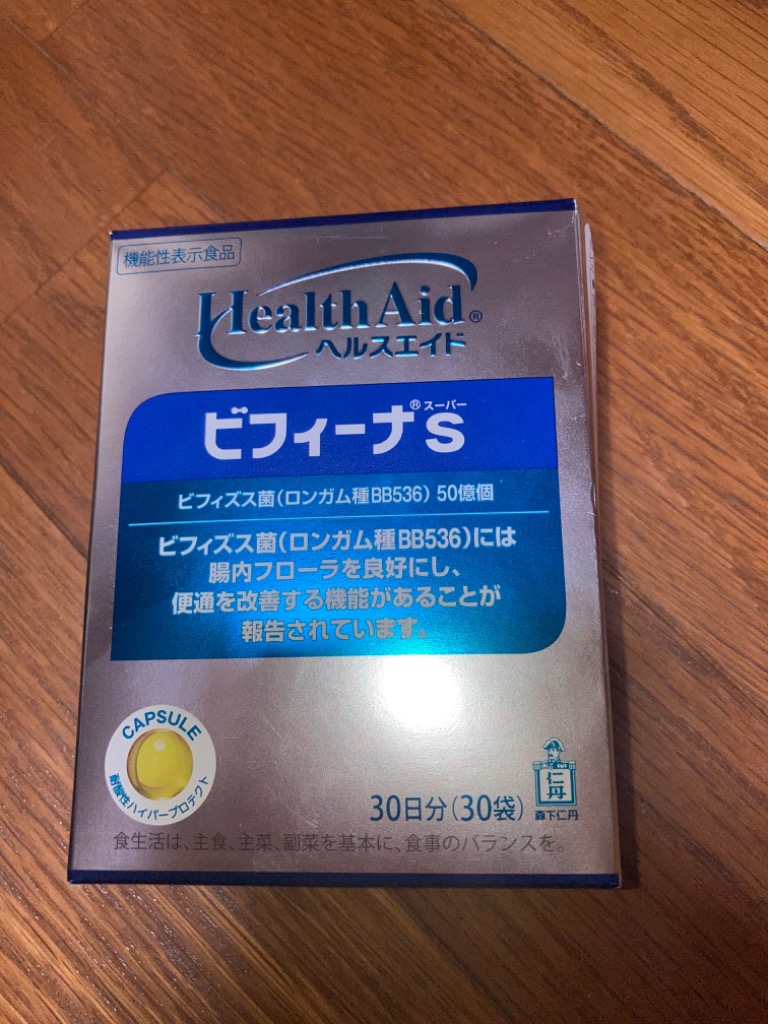 機能性表示食品
Health Aid®
ヘルスエイド
スーパー
ビフィーナ®S
ビフィズス菌(ロンガム種BB536) 50億個
ビフィズス菌(ロンガム種BB536)には
腸内フローラを良好にし、
便通を改善する機能があることが
報告されています。
CAPSULE
耐酸性ハイパープロテクト
仁丹
森下仁丹
30日分(30袋)
食生活は、主食、主菜、副菜を基本に、食事のバランスを。